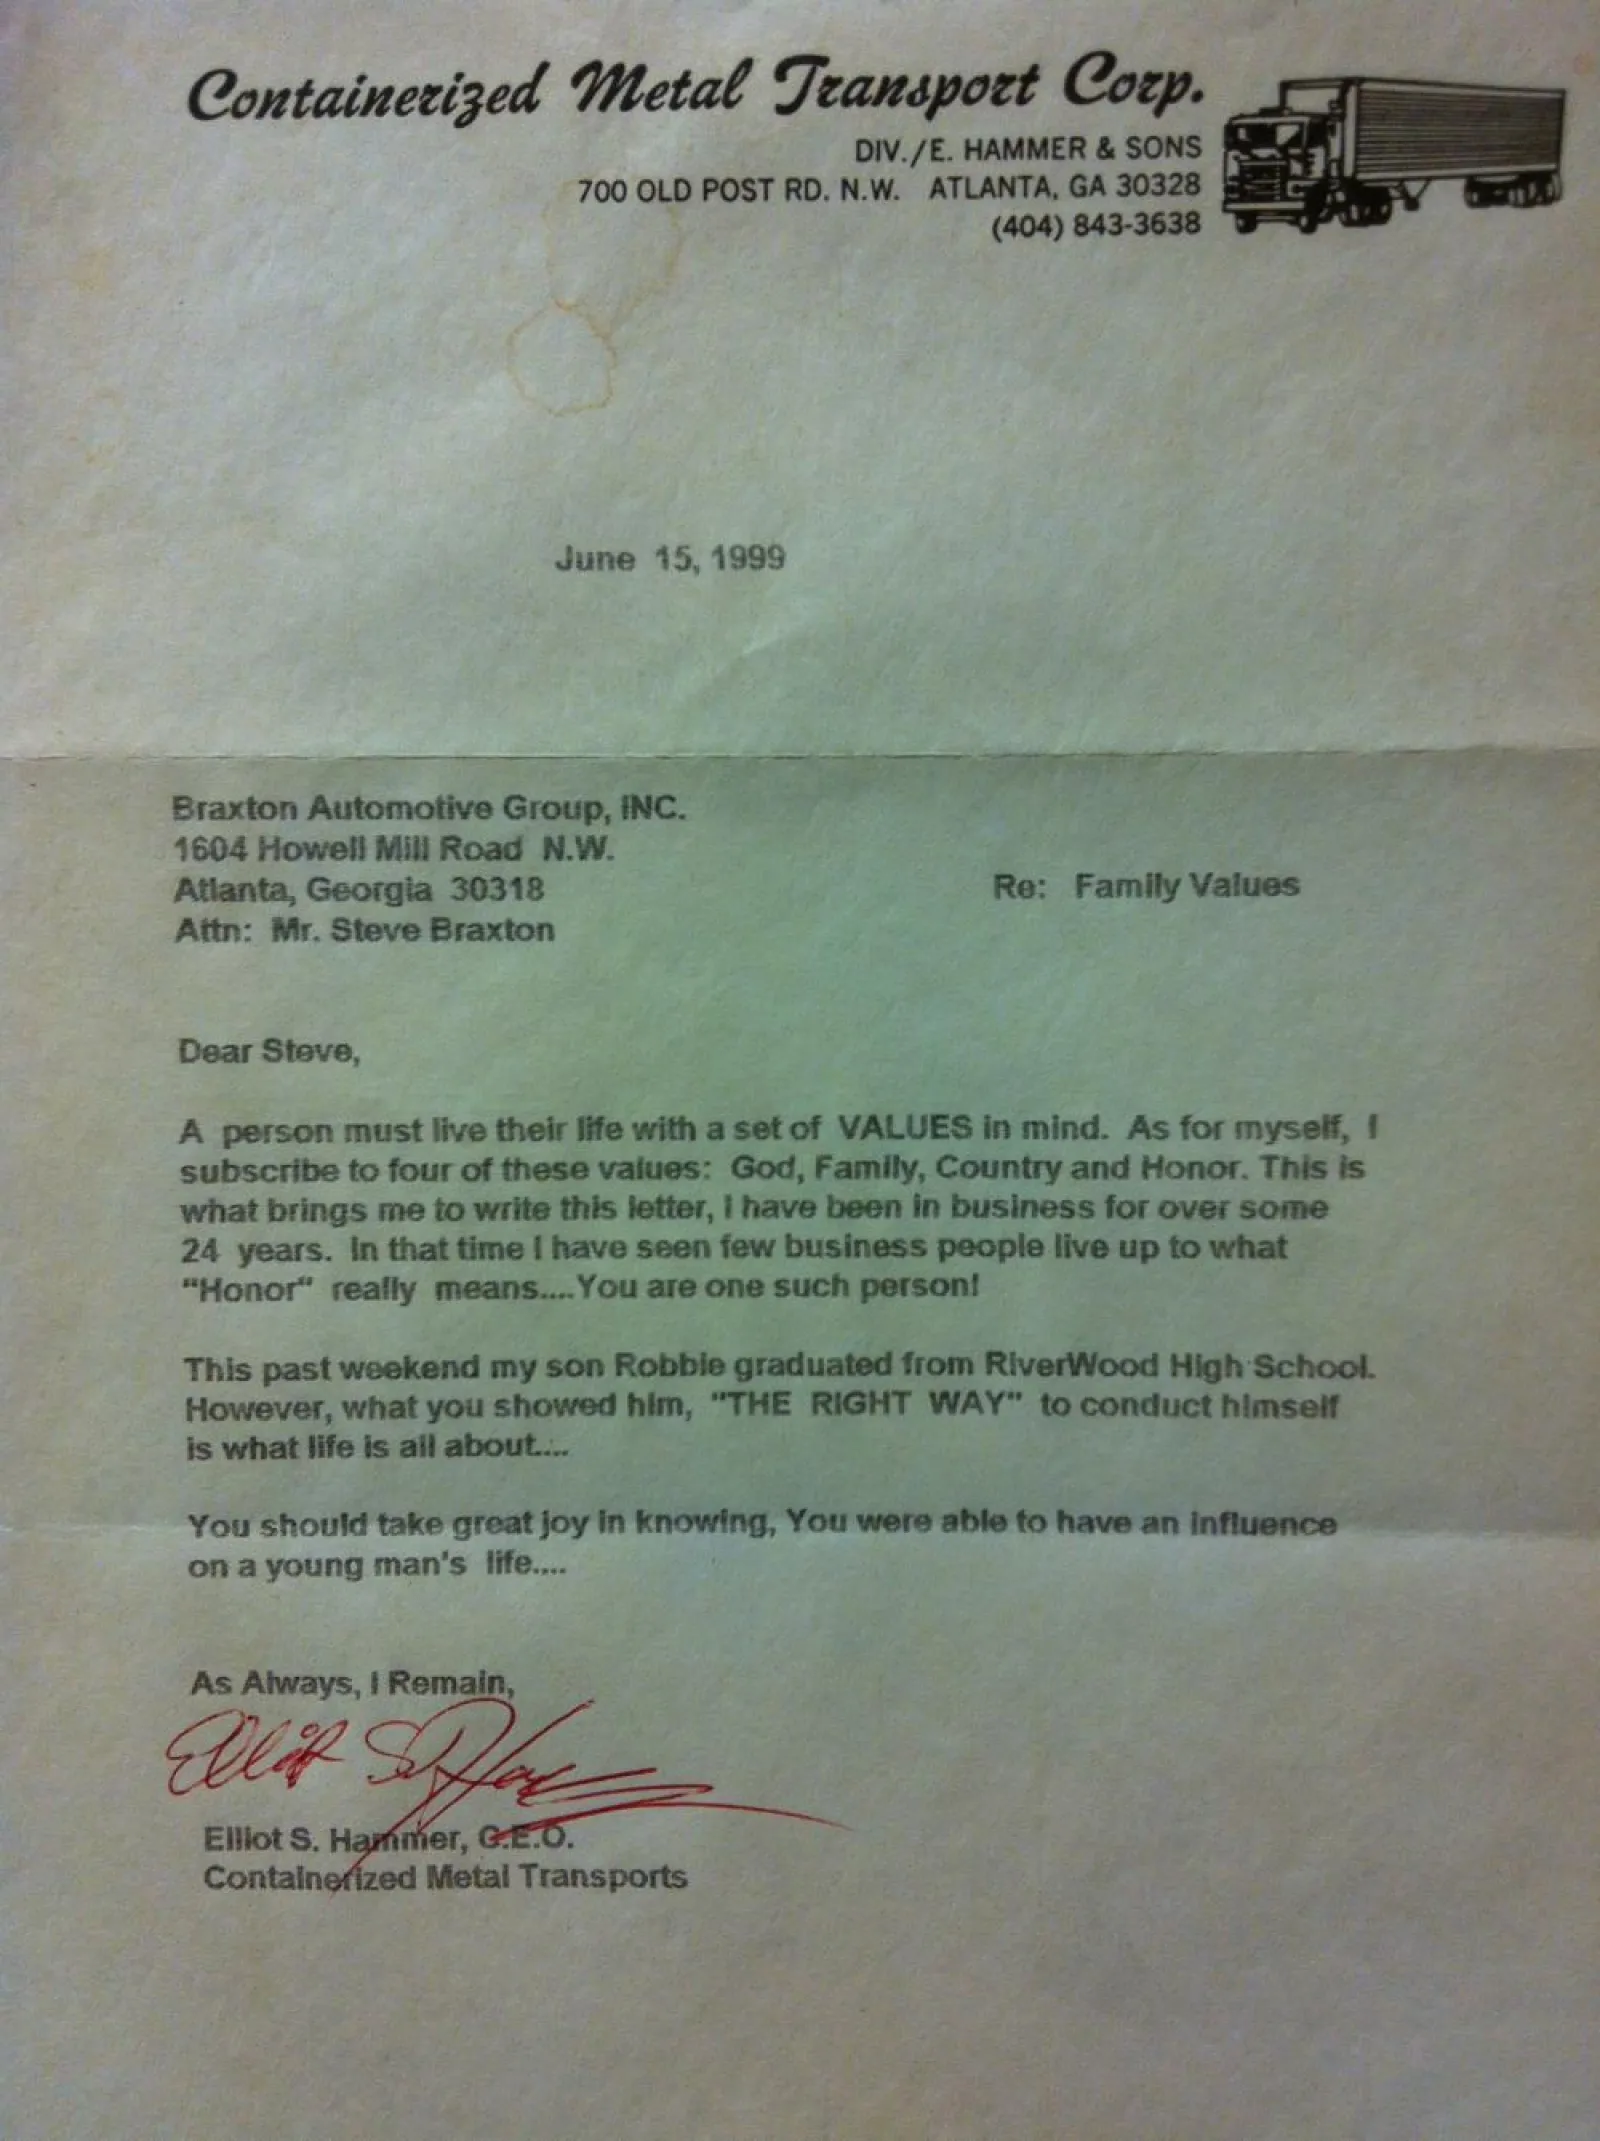 Containerized Metal Transport Corp.
DIV./E. HAMMER & SONS
700 OLD POST RD. N.W. ATLANTA, GA 30328
(404) 843-3638
June 15, 1999
Braxton Automotive Group, INC.
1604 Howell Mill Road N.W.
Atlanta, Georgia 30318
Re: Family Values
Attn: Mr. Steve Braxton
Dear Steve,
A person must live their life with a set of VALUES in mind. As for myself, I
subscribe to four of these values: God, Family, Country and Honor. This is
what brings me to write this letter, I have been in business for over some
24 years. In that time I have seen few business people live up to what
"Honor" really means....You are one such person!
This past weekend my son Robbie graduated from RiverWood High School.
However, what you showed him, "THE RIGHT WAY" to conduct himself
is what life is all about....
You should take great joy in knowing, You were able to have an influence
on a young man's life....
As Always, I Remain,
Elliot S. Hammer, C.E.O.
Containerized Metal Transports